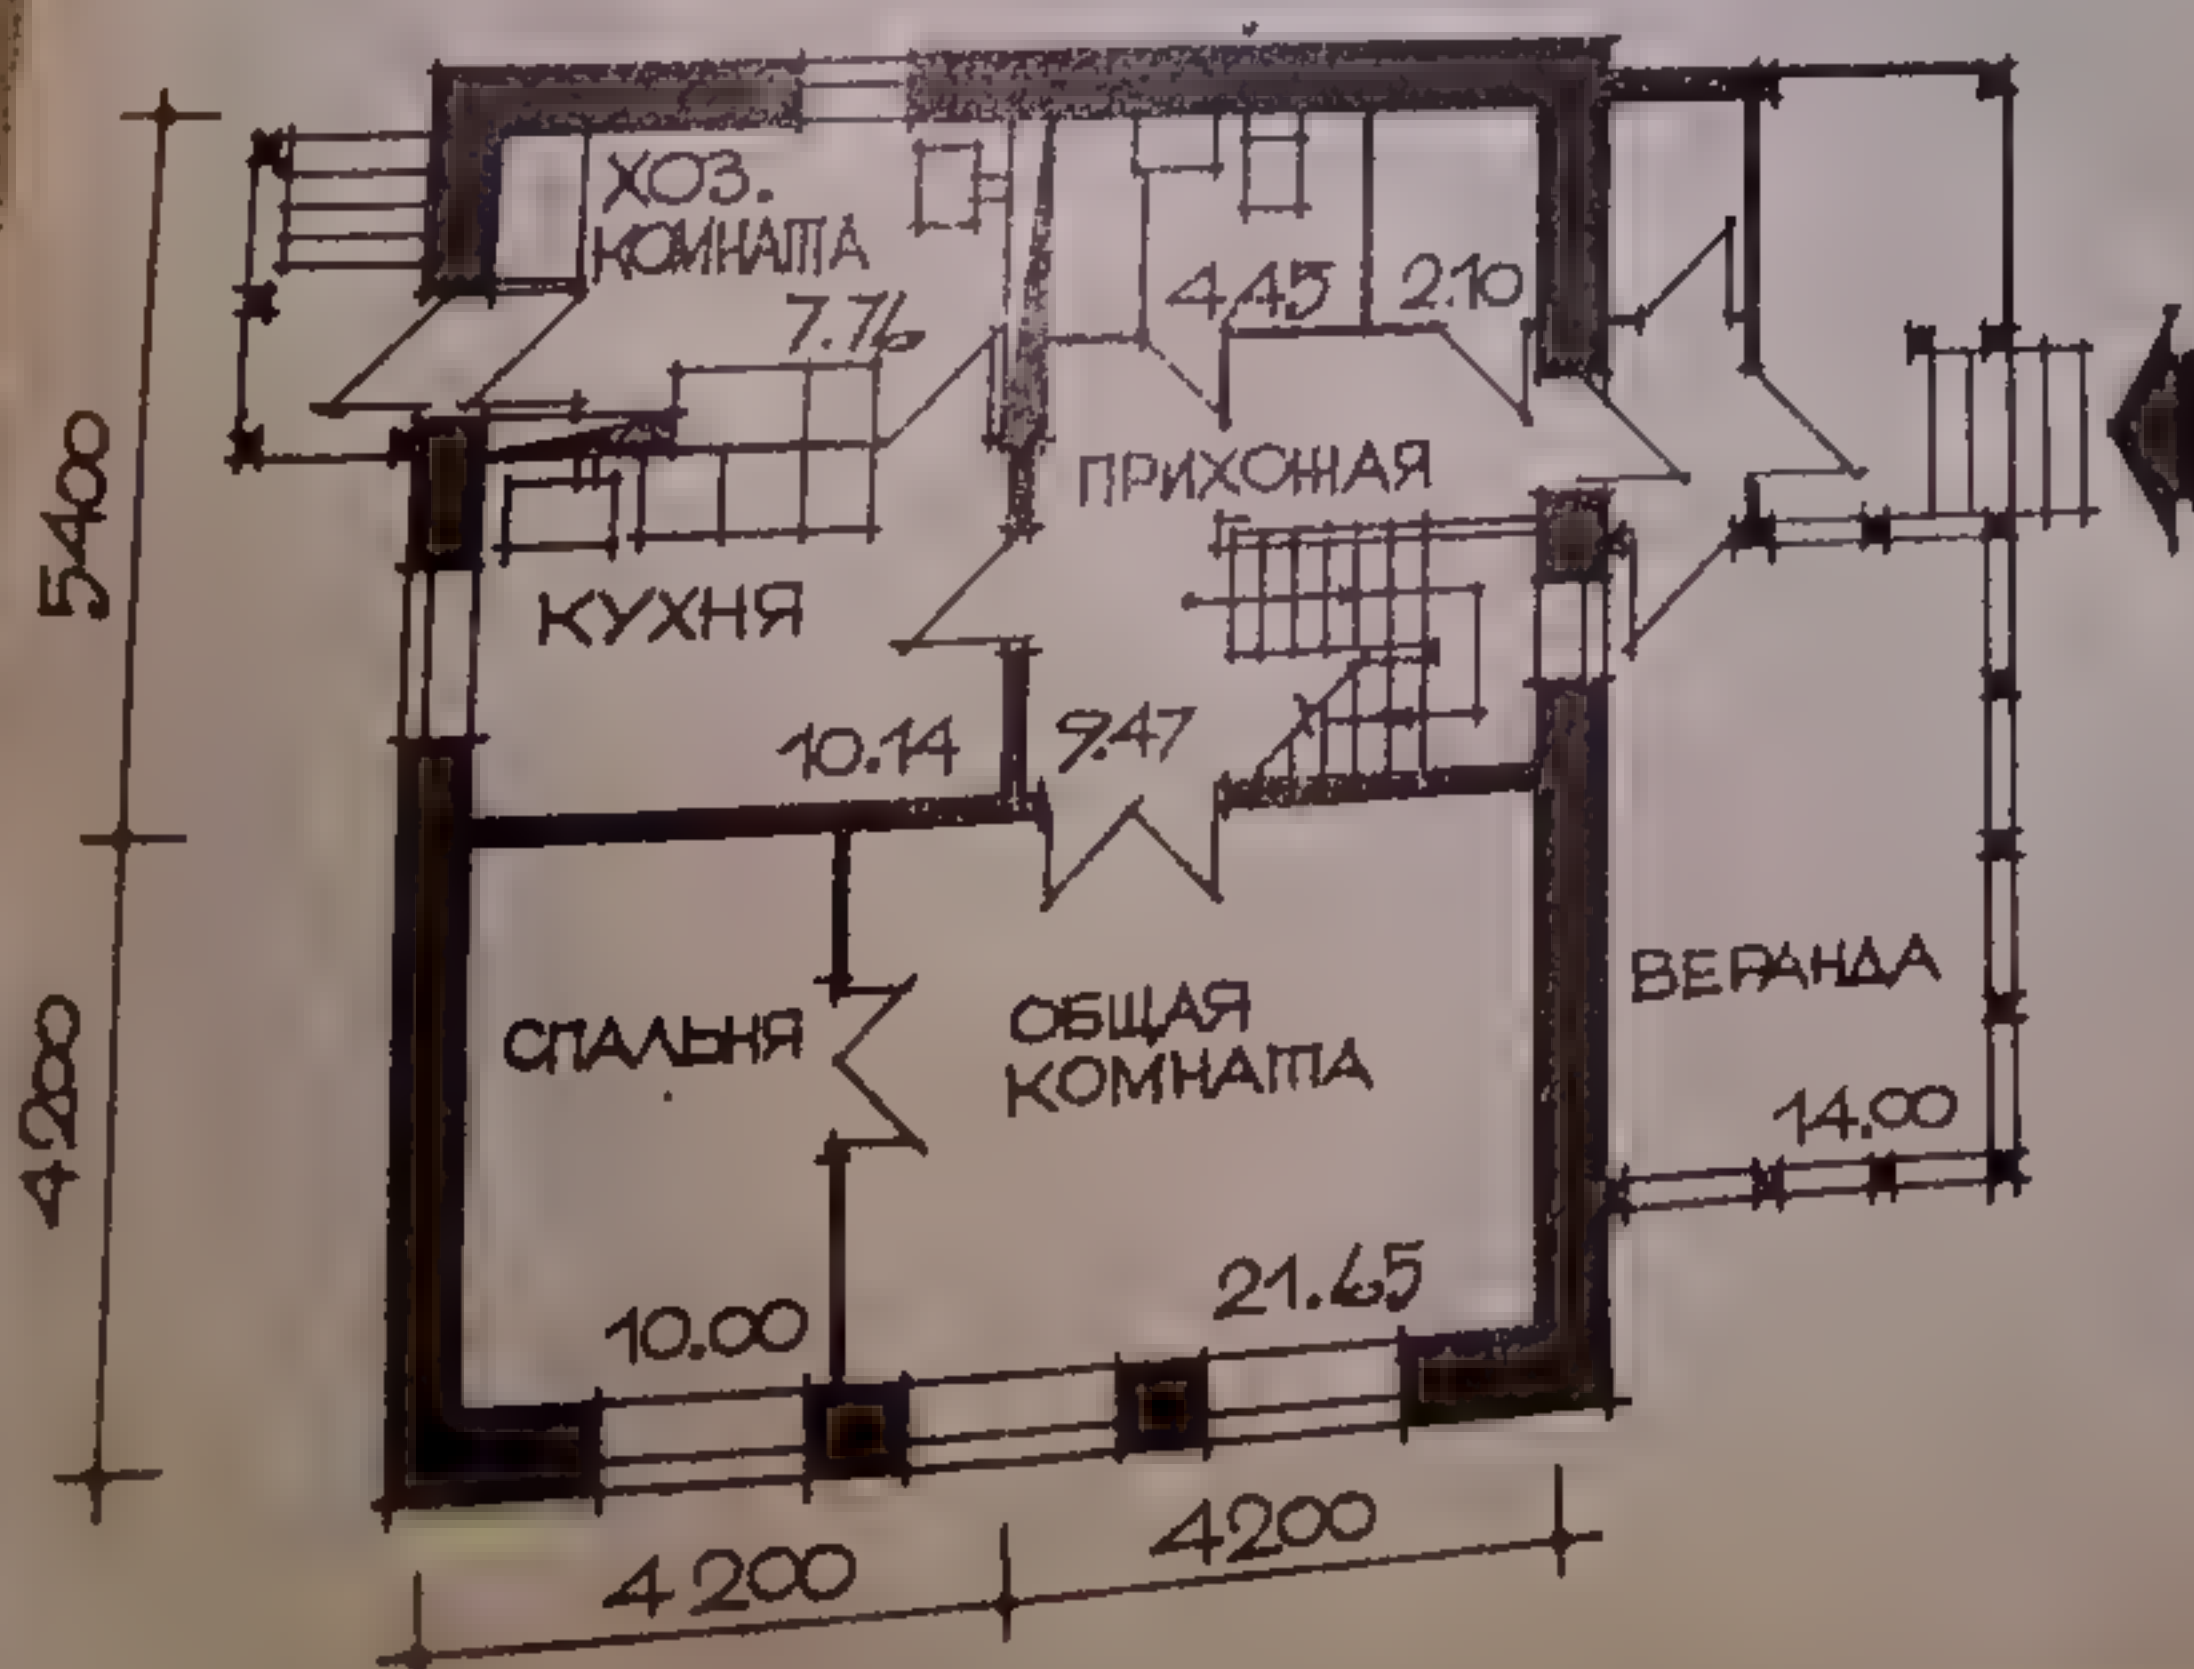 ХОЗ.
КОМНАТА
7.76
4.45
2.10
ПРИХОЖАЯ
5400
КУХНЯ
10.14
9.47
ВЕРАНДА
СПАЛЬНЯ
ОБЩАЯ
КОМНАТА
4200
14.00
10.00
21.65
4200
4200